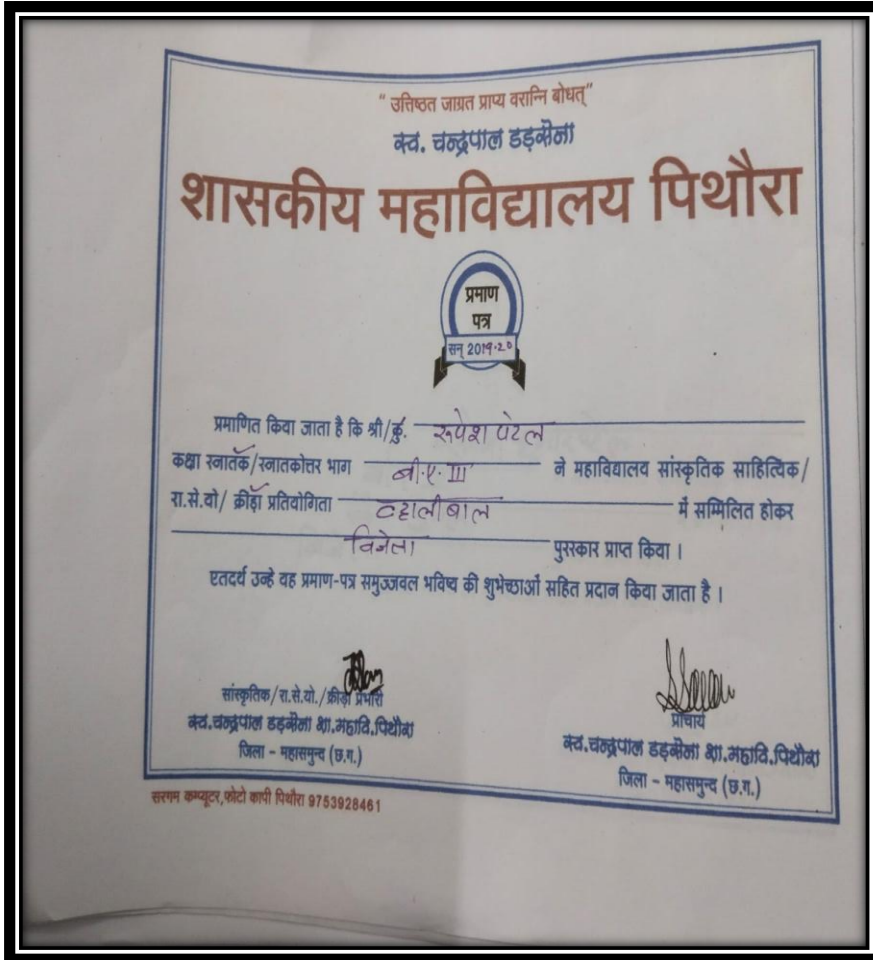 " उत्तिष्ठत जाग्रत प्राप्य वरान्नि बोधत्"
स्व. चन्द्रपाल डड़सेना
शासकीय महाविद्यालय पिथौरा
प्रमाण
पत्र
सन् 2019-20
प्रमाणित किया जाता है कि श्री/कु. रूपेश पटेल
कक्षा स्नातक/स्नातकोत्तर भाग बी.ए. III ने महाविद्यालय सांस्कृतिक साहित्यिक/
रा.से.यो/ क्रीड़ा प्रतियोगिता व्हालीबाल में सम्मिलित होकर
विजेता पुरस्कार प्राप्त किया ।
एतदर्थ उन्हे यह प्रमाण-पत्र समुज्जवल भविष्य की शुभेच्छाओं सहित प्रदान किया जाता है ।
सांस्कृतिक/रा.से.यो./क्रीड़ा प्रभारी
स्व.चन्द्रपाल डड़सेना शा.महावि.पिथौरा
जिला - महासमुन्द (छ.ग.)
प्राचार्य
स्व.चन्द्रपाल डड़सेना शा.महावि.पिथौरा
जिला - महासमुन्द (छ.ग.)
सरगम कम्प्यूटर,फोटो कापी पिथौरा 9753928461